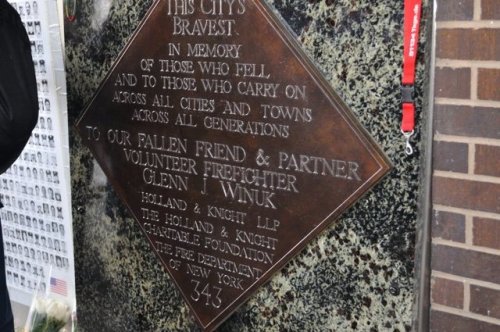 THIS CITY'S
BRAVEST
IN MEMORY
OF THOSE WHO FELL
AND TO THOSE WHO CARRY ON
ACROSS ALL CITIES AND TOWNS
ACROSS ALL GENERATIONS
TO OUR FALLEN FRIEND & PARTNER
VOLUNTEER FIREFIGHTER
GLENN J WINUK
HOLLAND & KNIGHT LLP
THE HOLLAND & KNIGHT
CHARITABLE FOUNDATION
THE FIRE DEPARTMENT
OF NEW YORK
343